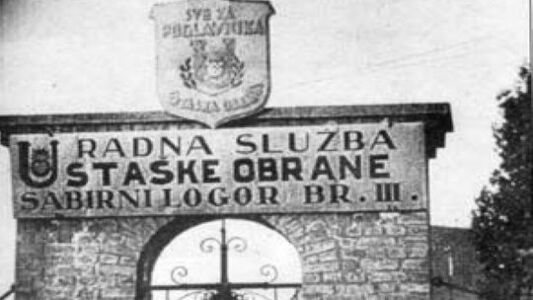 SVE ZA
POGLAVNIKA
RADNA SLUŽBA
USTAŠKE OBRANE
SABIRNI LOGOR BR. III.